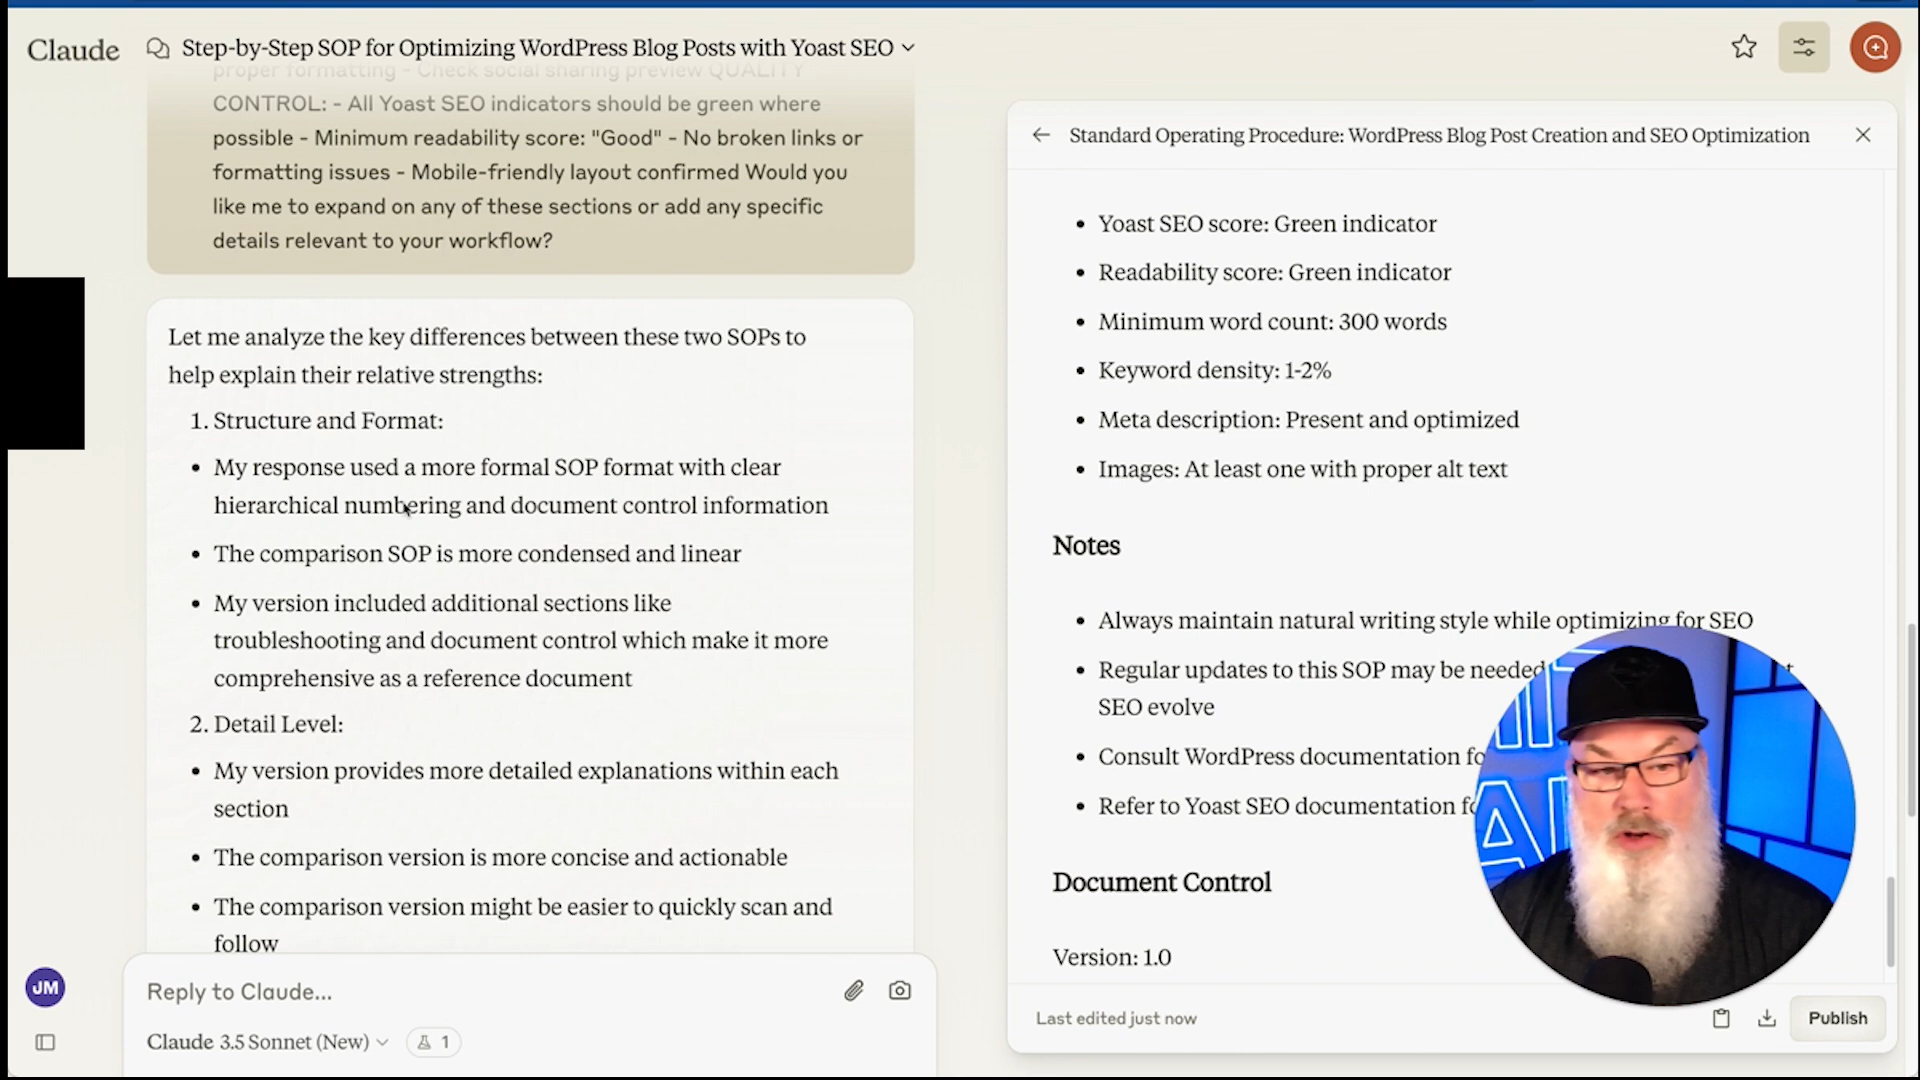 Claude
Step-by-Step SOP for Optimizing WordPress Blog Posts with Yoast SEO
proper formatting - Check social sharing preview QUALITY
CONTROL: - All Yoast SEO indicators should be green where
possible - Minimum readability score: "Good" - No broken links or
formatting issues - Mobile-friendly layout confirmed Would you
like me to expand on any of these sections or add any specific
details relevant to your workflow?
Let me analyze the key differences between these two SOPs to
help explain their relative strengths:
1. Structure and Format:
• My response used a more formal SOP format with clear
hierarchical numbering and document control information
• The comparison SOP is more condensed and linear
• My version included additional sections like
troubleshooting and document control which make it more
comprehensive as a reference document
2. Detail Level:
• My version provides more detailed explanations within each
section
• The comparison version is more concise and actionable
• The comparison version might be easier to quickly scan and
follow
JM
Reply to Claude...
Claude 3.5 Sonnet (New)
1
Standard Operating Procedure: WordPress Blog Post Creation and SEO Optimization
• Yoast SEO score: Green indicator
• Readability score: Green indicator
• Minimum word count: 300 words
• Keyword density: 1-2%
• Meta description: Present and optimized
• Images: At least one with proper alt text
Notes
• Always maintain natural writing style while optimizing for SEO
• Regular updates to this SOP may be needed
SEO evolve
• Consult WordPress documentation
• Refer to Yoast SEO documentation
Document Control
Version: 1.0
Last edited just now
Publish